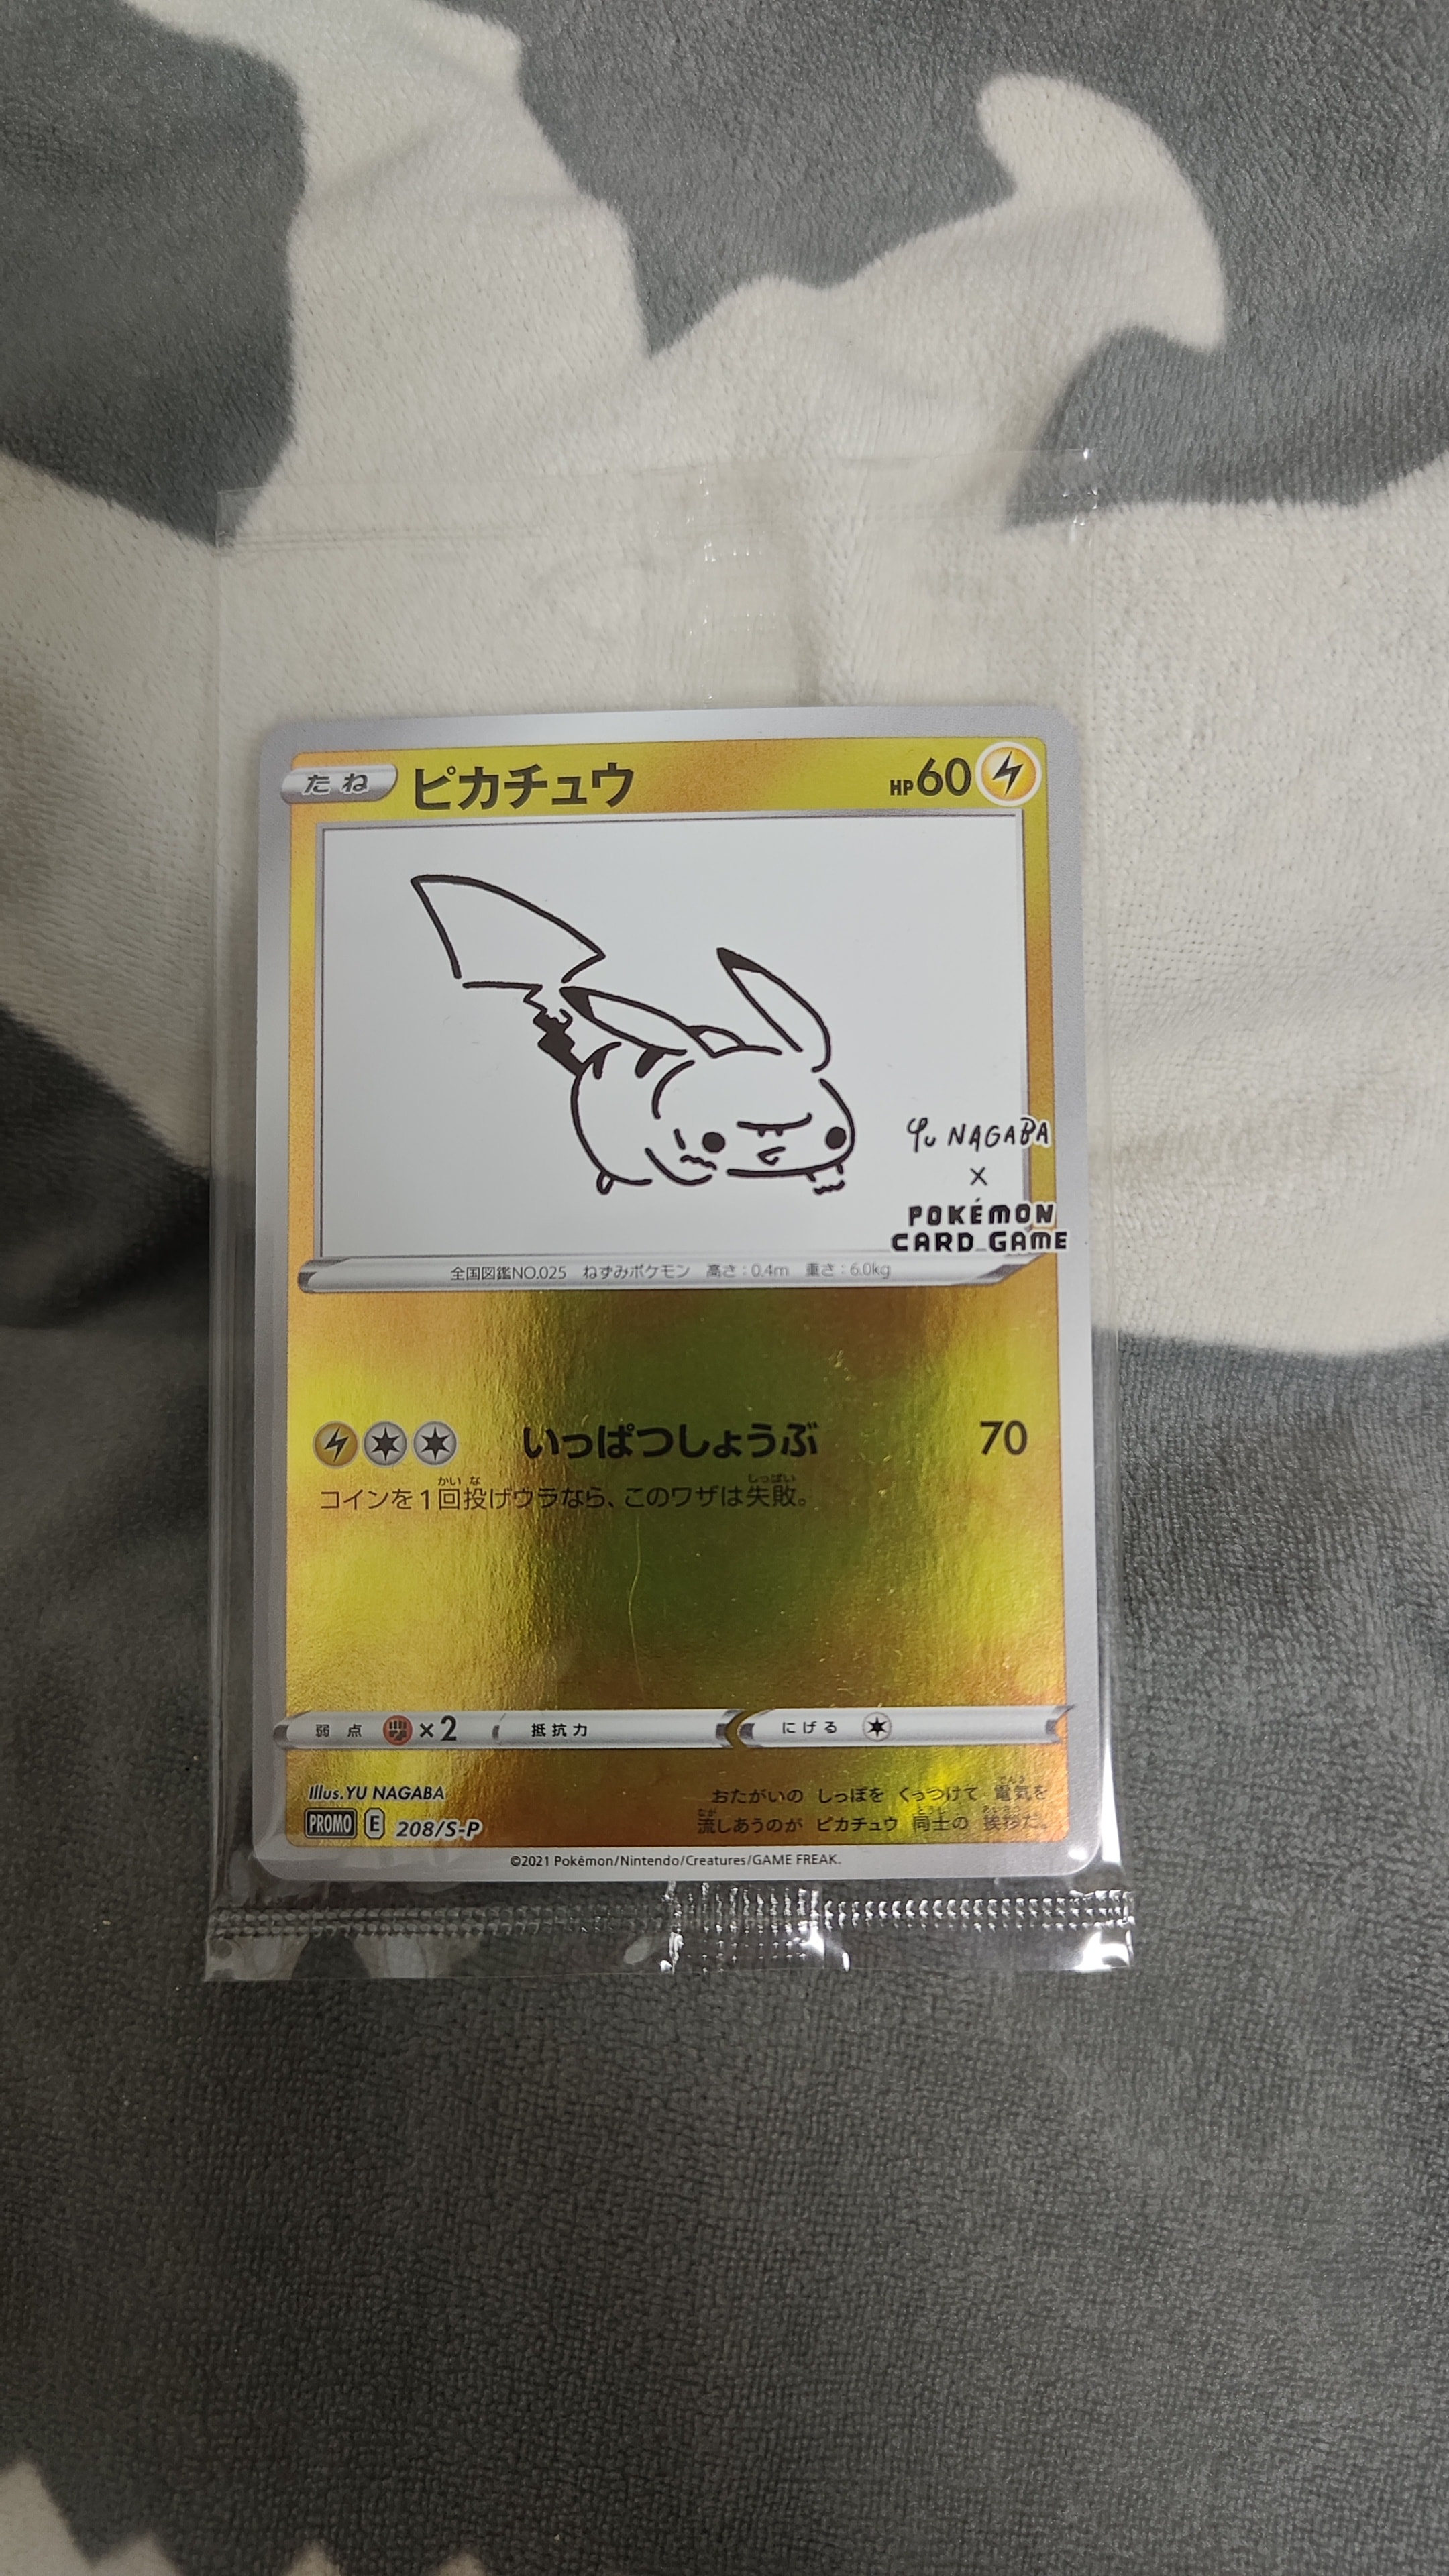 たね ピカチュウ HP60
YU NAGABA
×
POKÉMON
CARD GAME
全国図鑑NO.025 ねずみポケモン 高さ:0.4m 重さ:6.0kg
いっぱつしょうぶ 70
コインを1回投げウラなら、このワザは失敗。
弱点 ×2 抵抗力 にげる
Illus.YU NAGABA
PROMO E 208/S-P
おたがいの しっぽを くっつけて 電気を
流しあうのが ピカチュウ 同士の 挨拶だ。
©2021 Pokémon/Nintendo/Creatures/GAME FREAK.